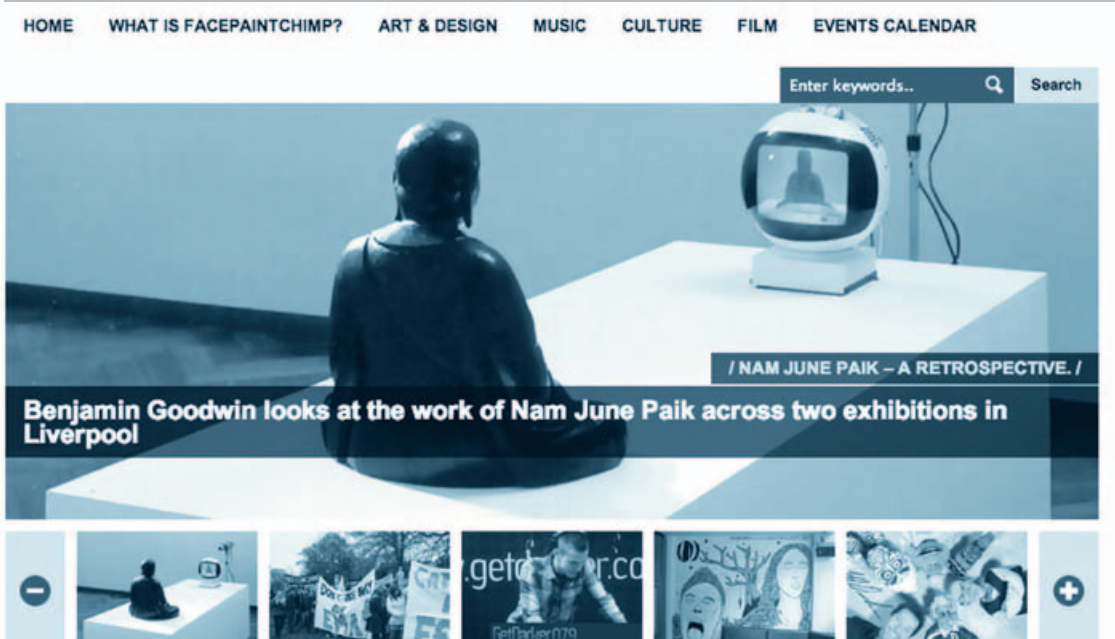 HOME WHAT IS FACEPAINTCHIMP? ART & DESIGN MUSIC CULTURE FILM EVENTS CALENDAR
Enter keywords.. Search
/ NAM JUNE PAIK – A RETROSPECTIVE. /
Benjamin Goodwin looks at the work of Nam June Paik across two exhibitions in
Liverpool
GetDarker079